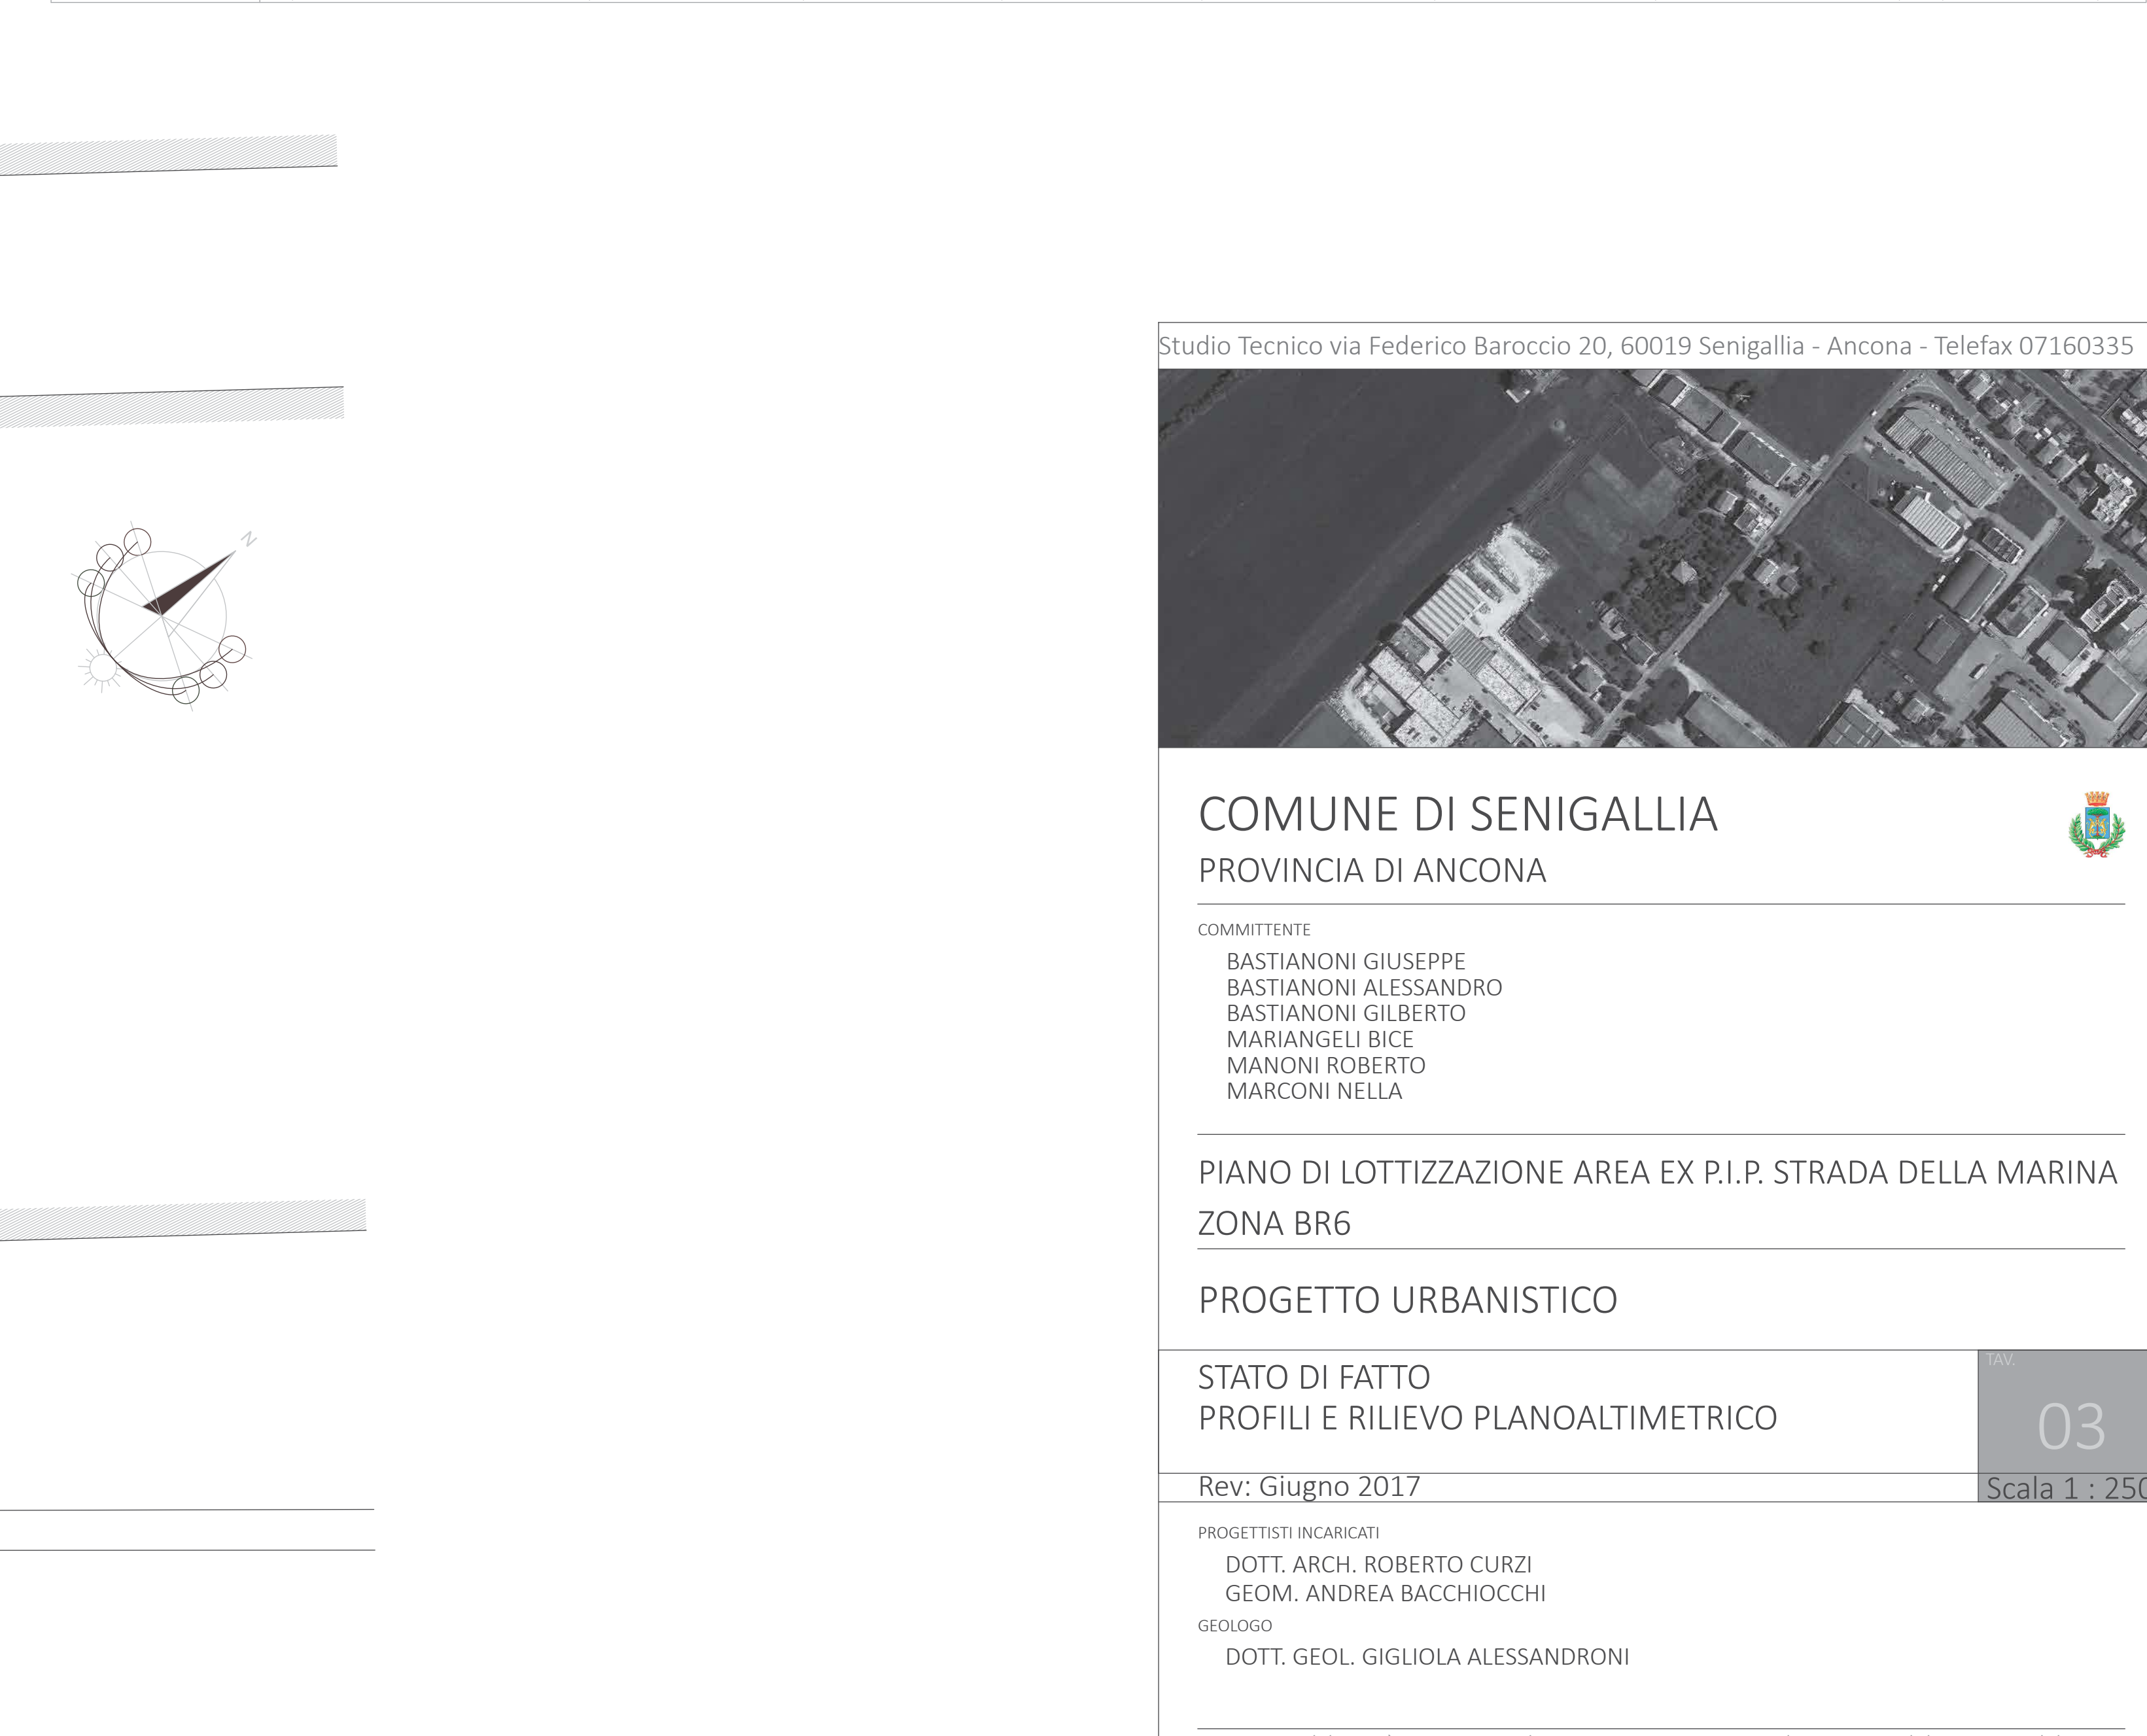 N
Studio Tecnico via Federico Baroccio 20, 60019 Senigallia - Ancona - Telefax 07160335
COMUNE DI SENIGALLIA
PROVINCIA DI ANCONA
COMMITTENTE
BASTIANONI GIUSEPPE
BASTIANONI ALESSANDRO
BASTIANONI GILBERTO
MARIANGELI BICE
MANONI ROBERTO
MARCONI NELLA
PIANO DI LOTTIZZAZIONE AREA EX P.I.P. STRADA DELLA MARINA
ZONA BR6
PROGETTO URBANISTICO
STATO DI FATTO
PROFILI E RILIEVO PLANOALTIMETRICO
TAV.
03
Rev: Giugno 2017
Scala 1 : 250
PROGETTISTI INCARICATI
DOTT. ARCH. ROBERTO CURZI
GEOM. ANDREA BACCHIOCCHI
GEOLOGO
DOTT. GEOL. GIGLIOLA ALESSANDRONI